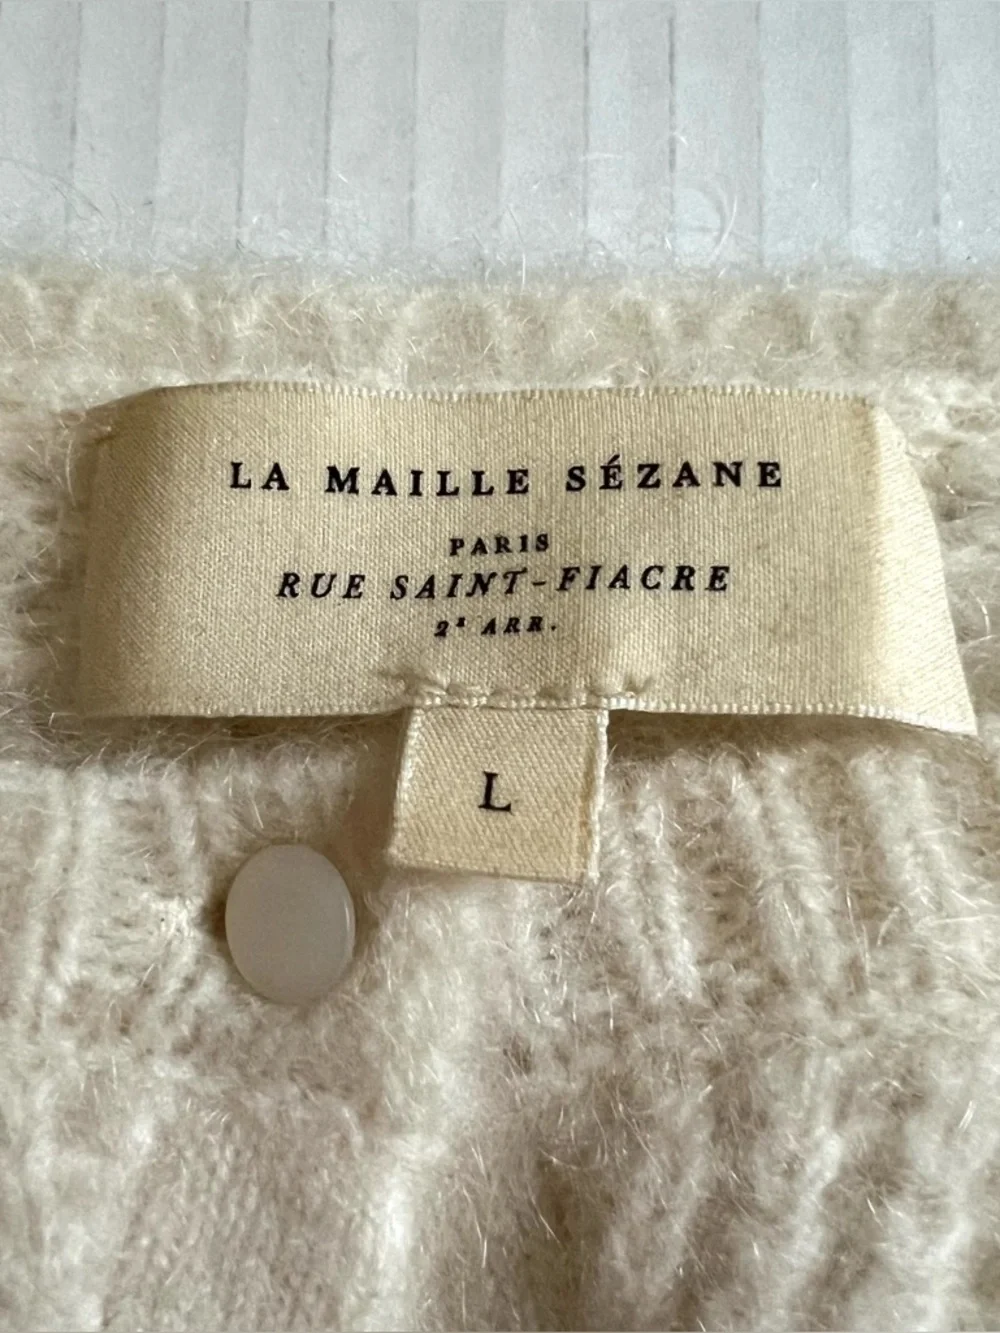 LA MAILLE SÉZANE
PARIS
RUE SAINT-FIACRE
2ᵉ ARR.
L